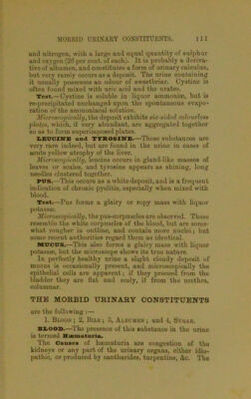 MORBID URINARY CONSTITUENTS. 111
and nitrogen, with a large and equal quantity of sulphur
and oxygen (26 per cent. of each. It is probably a deriva-
tive of albumen, and constitutes a form of urinary calculus,
but very rarely occurs as a deposit. The urine containing
it usually possesses an odour of sweetbriar. Cystine is
often found mixed with uric acid and the urates.
Test.—Cystine is soluble in liquor ammoniæ, but is
re-precipitated unchanged upon the spontaneous evapo-
ration of the ammoniacal solution.
Microscopically, the deposit exhibits six-sided colourless
plates, which, if very abundant, are aggregated together
so as to form superimposed plates.
LEUCINE and TYROSINE.—These substances are
very rare indeed, but are found in the urine in cases of
acute yellow atrophy of the liver.
Microscopically, leucine occurs in gland-like masses of
leaves or scales, and tyrosine appears as shining, long
needles clustered together.
PUS.—This occurs as a white deposit, and is a frequent
indication of chronic pyelitis, especially when mixed with
blood.
Test.—Pus forms a glairy or ropy mass with liquor
potassæ.
Microscopically, the pus-corpuscles are observed. These
resemble the white corpuscles of the blood, but are some-
what rougher in outline, and contain more nuclei; but
some recent authorities regard them as identical.
MUCUS.—This also forms a glairy mass with liquor
potassæ, but the microscope shows its true nature.
In perfectly healthy urine a slight cloudy deposit of
mucus is occasionally present, and microscopically the
epithelial cells are apparent; if they proceed from the
bladder they are flat and scaly, if from the urethra,
columnar.
THE MORBID URINARY CONSTITUENTS
are the following :—
1. BLOOD; 2, BILE; 3, ALBUMEN; and 4, SUGAR.
BLOOD.—The presence of this substance in the urine
is termed Hæmaturia.
The Causes of hæmaturia are congestion of the
kidneys or any part of the urinary organs, either idio-
pathic, or produced by cantharides, turpentine, &c. The